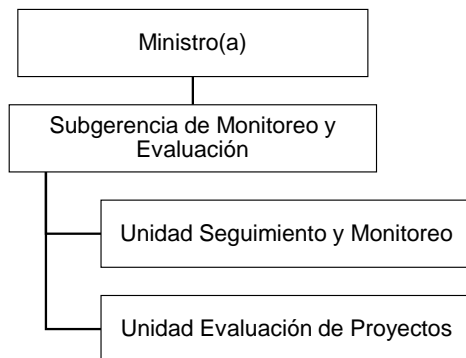 Ministro(a)
Subgerencia de Monitoreo y
Evaluación
Unidad Seguimiento y Monitoreo
Unidad Evaluación de Proyectos